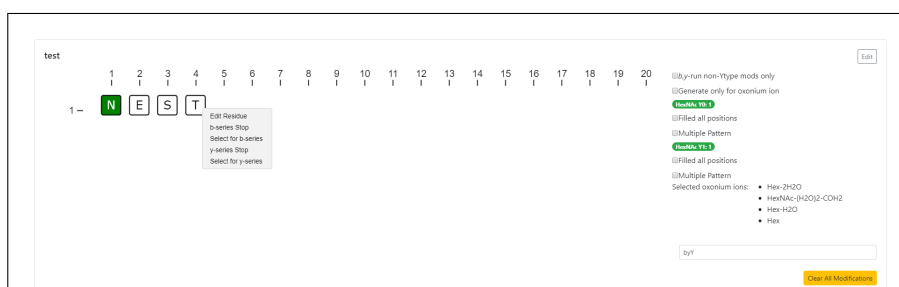 test
Edit
1 2 3 4 5 6 7 8 9 10 11 12 13 14 15 16 17 18 19 20
1
N E S T
Edit Residue
b-series Stop
Select for b-series
y-series Stop
Select for y-series
b,y-run non-Ytype mods only
Generate only for oxonium ion
HexNAc Y0: 1
Filled all positions
Multiple Pattern
HexNAc Y1: 1
Filled all positions
Multiple Pattern
Selected oxonium ions:
• Hex-2H2O
• HexNAc-(H2O)2-COH2
• Hex-H2O
• Hex
byY
Clear All Modifications